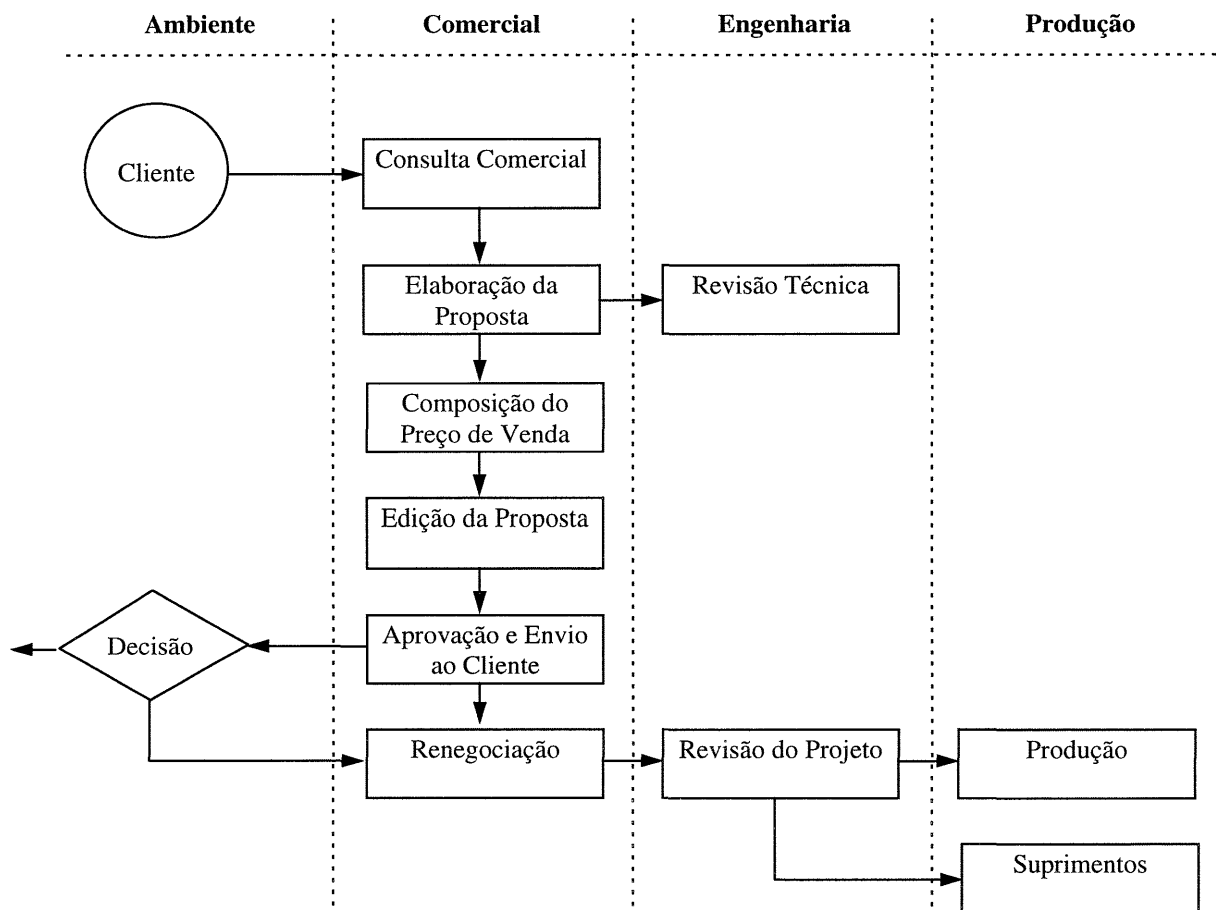 Ambiente
Comercial
Engenharia
Produção
Cliente
Consulta Comercial
Elaboração da
Proposta
Revisão Técnica
Composição do
Preço de Venda
Edição da Proposta
Decisão
Aprovação e Envio
ao Cliente
Renegociação
Revisão do Projeto
Produção
Suprimentos